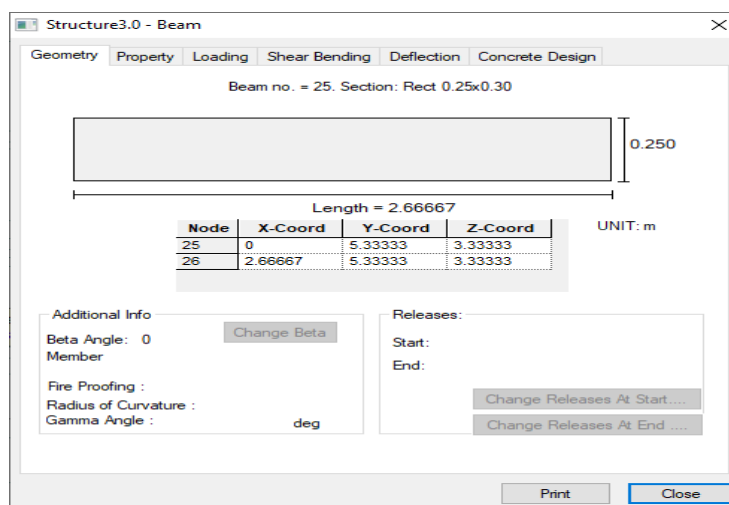 Structure3.0 - Beam
Geometry Property Loading Shear Bending Deflection Concrete Design
Beam no. = 25. Section: Rect 0.25x0.30
0.250
Length = 2.66667
UNIT: m
Node X-Coord Y-Coord Z-Coord
25 0 5.33333 3.33333
26 2.66667 5.33333 3.33333
Additional Info
Beta Angle: 0
Change Beta
Member
Fire Proofing :
Radius of Curvature :
Gamma Angle :
deg
Releases:
Start:
End:
Change Releases At Start....
Change Releases At End ....
Print
Close